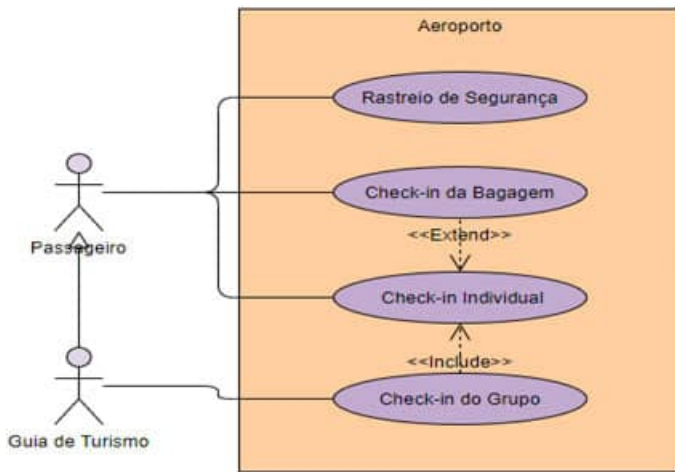 Aeroporto
Rastreio de Segurança
Check-in da Bagagem
<<Extend>>
Passageiro
Check-in Individual
<<Include>>
Check-in do Grupo
Guia de Turismo